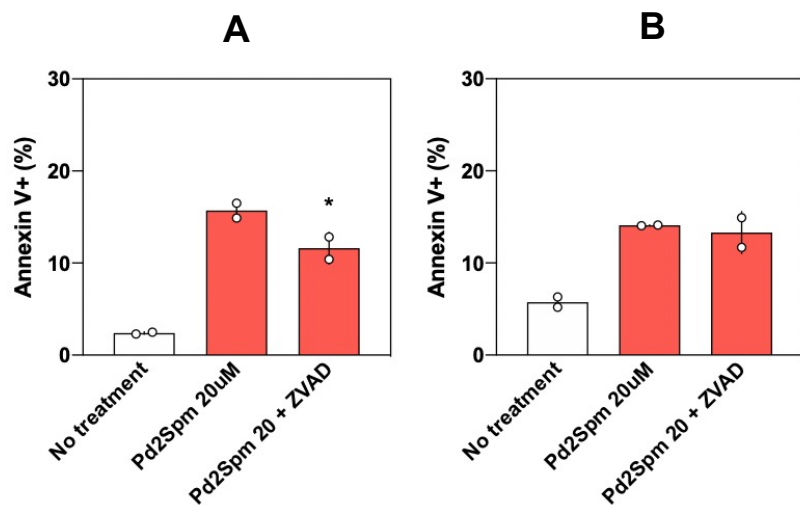 A
30
20
10
0
Annexin V+ (%)
*
No treatment
Pd2Spm 20uM
Pd2Spm 20 + ZVAD
B
30
20
10
0
Annexin V+ (%)
No treatment
Pd2Spm 20uM
Pd2Spm 20 + ZVAD